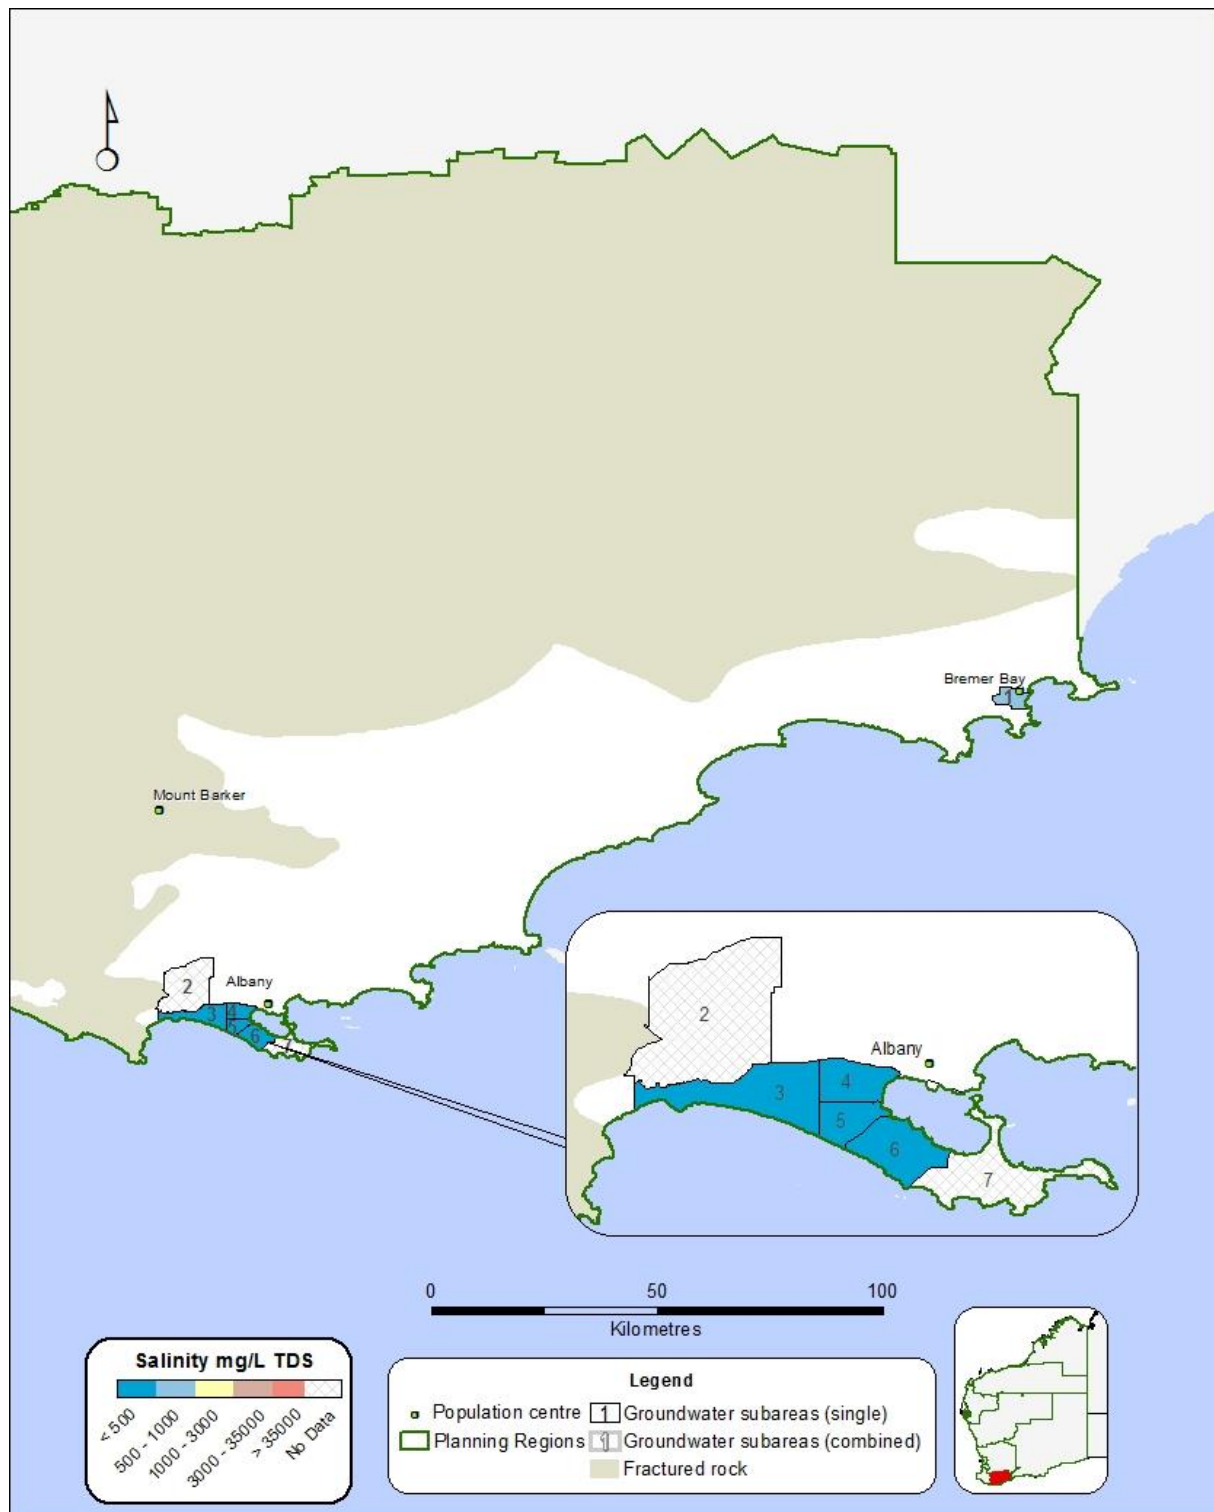 Bremer Bay
1
Mount Barker
Albany
2
3
4
5
6
7
2
Albany
3
4
5
6
7
0 50 100
Kilometres
Salinity mg/L TDS
< 500
500 - 1000
1000 - 3000
3000 - 35000
> 35000
No Data
Legend
Population centre
1 Groundwater subareas (single)
Planning Regions
1 Groundwater subareas (combined)
Fractured rock